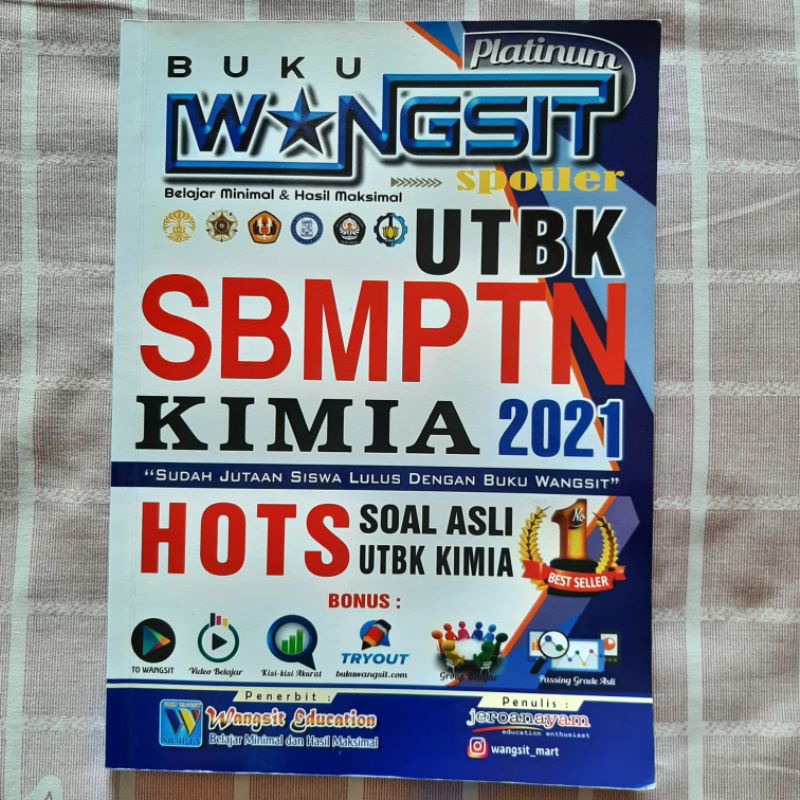 BUKU
Platinum
WANGSIT
spoiler
Belajar Minimal & Hasil Maksimal
UTBK
SBMPTN
KIMIA 2021
"SUDAH JUTAAN SISWA LULUS DENGAN BUKU WANGSIT"
HOTS SOAL ASLI
UTBK KIMIA
No
1
BEST SELLER
BONUS :
TO WANGSIT
Video Belajar
Kisi-kisi Akurat
TRYOUT
bukuwangsit.com
Group Belajar
Passing Grade Asli
Penerbit :
Wangsit Education
Belajar Minimal dan Hasil Maksimal
Penulis :
jeroanayam
education enthusiast
wangsit_mart